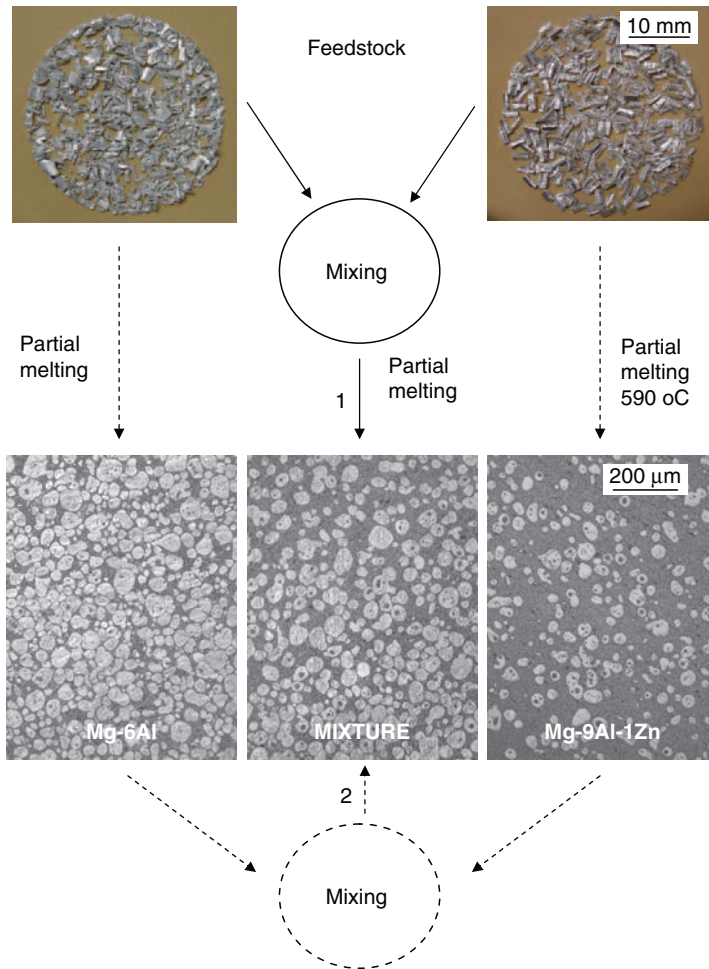 Feedstock
10 mm
Mixing
Partial
melting
Partial
melting
1
Partial
melting
590 oC
200 μm
Mg-6Al
MIXTURE
Mg-9Al-1Zn
2
Mixing